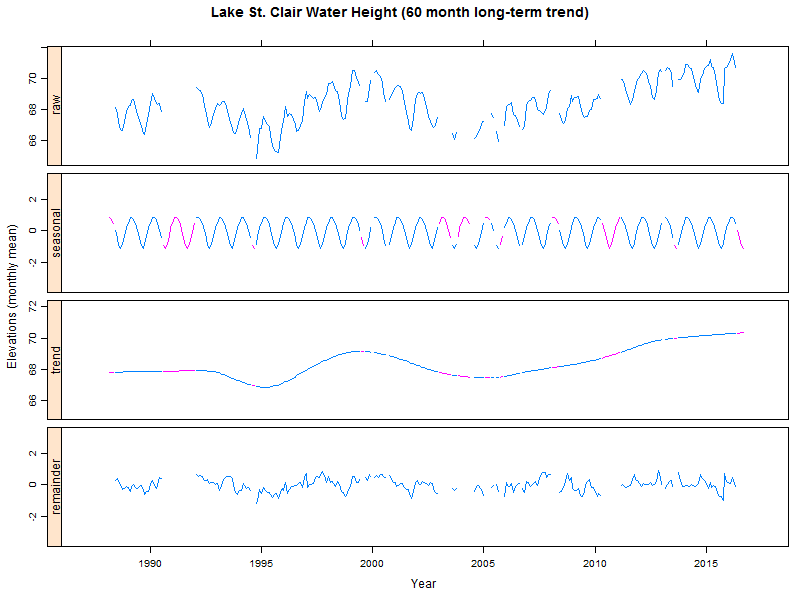 Lake St. Clair Water Height (60 month long-term trend)
Elevations (monthly mean)
raw
70
68
66
seasonal
2
0
-2
trend
72
70
68
66
remainder
2
0
-2
1990 1995 2000 2005 2010 2015
Year